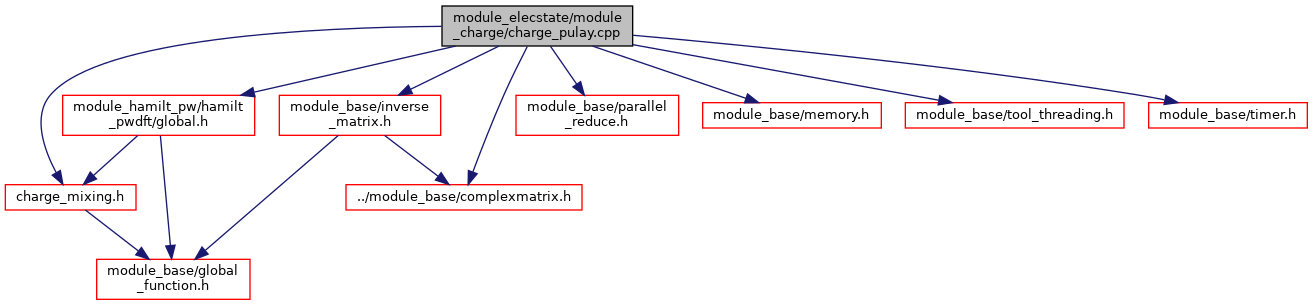 module_elecstate/module
_charge/charge_pulay.cpp
module_hamilt_pw/hamilt
_pwdft/global.h
module_base/inverse
_matrix.h
module_base/parallel
_reduce.h
module_base/memory.h
module_base/tool_threading.h
module_base/timer.h
charge_mixing.h
../module_base/complexmatrix.h
module_base/global
_function.h